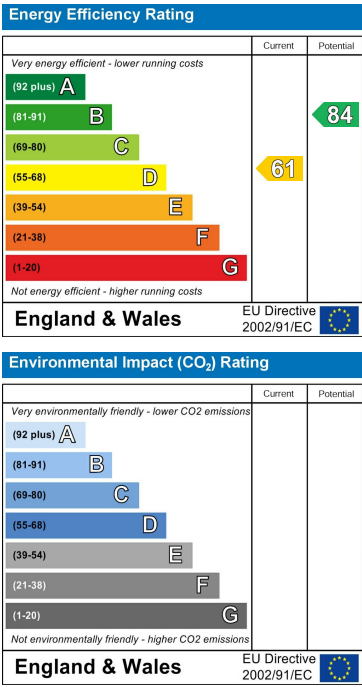 Energy Efficiency Rating
Current Potential
Very energy efficient - lower running costs
(92 plus) A
(81-91) B
84
(69-80) C
(55-68) D
61
(39-54) E
(21-38) F
(1-20) G
Not energy efficient - higher running costs
England & Wales
EU Directive
2002/91/EC
Environmental Impact (CO₂) Rating
Current Potential
Very environmentally friendly - lower CO2 emissions
(92 plus) A
(81-91) B
(69-80) C
(55-68) D
(39-54) E
(21-38) F
(1-20) G
Not environmentally friendly - higher CO2 emissions
England & Wales
EU Directive
2002/91/EC